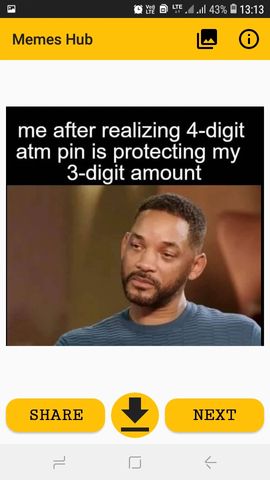 43% 13:13
Memes Hub
me after realizing 4-digit
atm pin is protecting my
3-digit amount
SHARE
NEXT